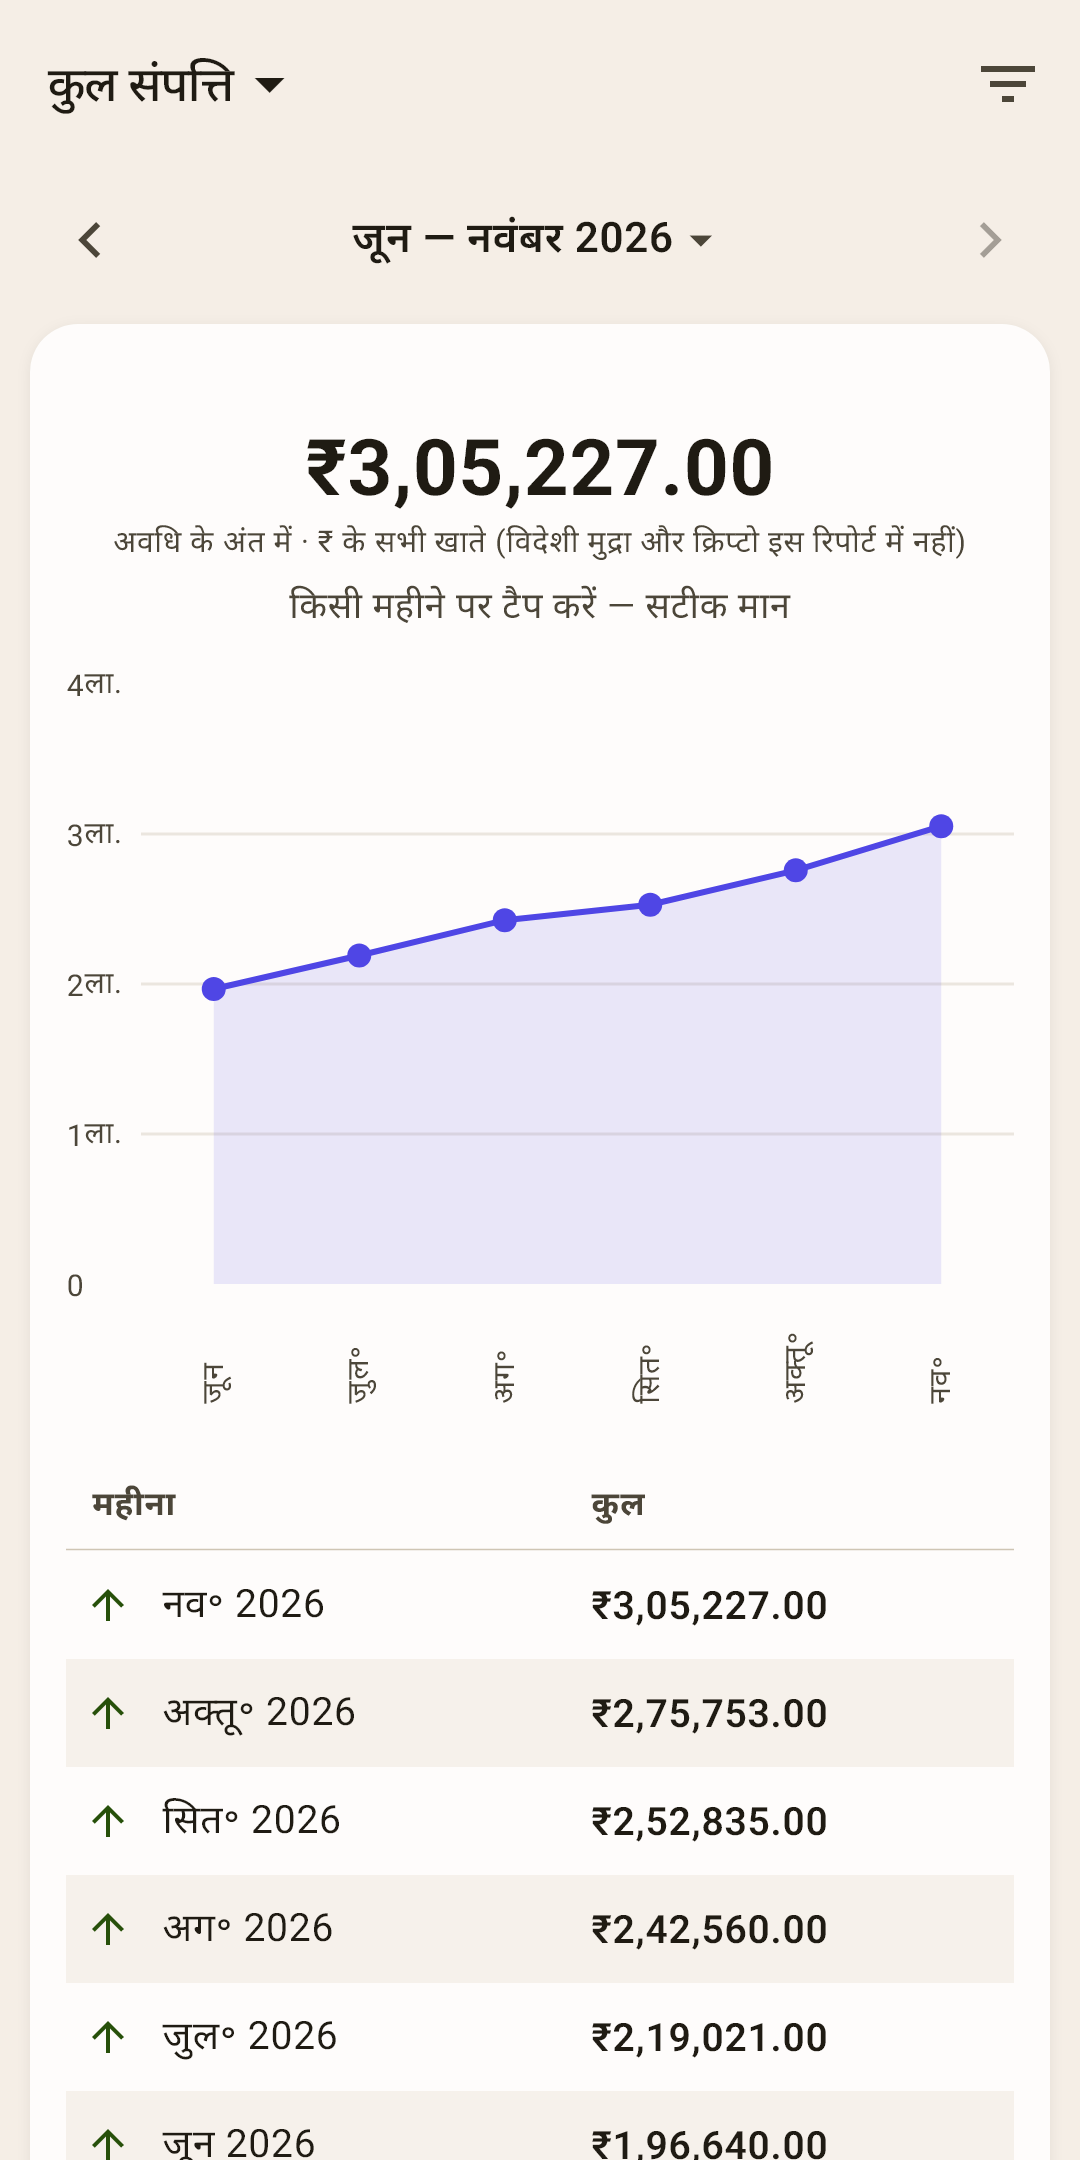 कुल संपत्ति
जून — नवंबर 2026
₹3,05,227.00
अवधि के अंत में · ₹ के सभी खाते (विदेशी मुद्रा और क्रिप्टो इस रिपोर्ट में नहीं)
किसी महीने पर टैप करें — सटीक मान
4ला.
3ला.
2ला.
1ला.
0
जून जुल॰ अग॰ सित॰ अक्तू॰ नव॰
महीना कुल
नव॰ 2026 ₹3,05,227.00
अक्तू॰ 2026 ₹2,75,753.00
सित॰ 2026 ₹2,52,835.00
अग॰ 2026 ₹2,42,560.00
जुल॰ 2026 ₹2,19,021.00
जून 2026 ₹1,96,640.00